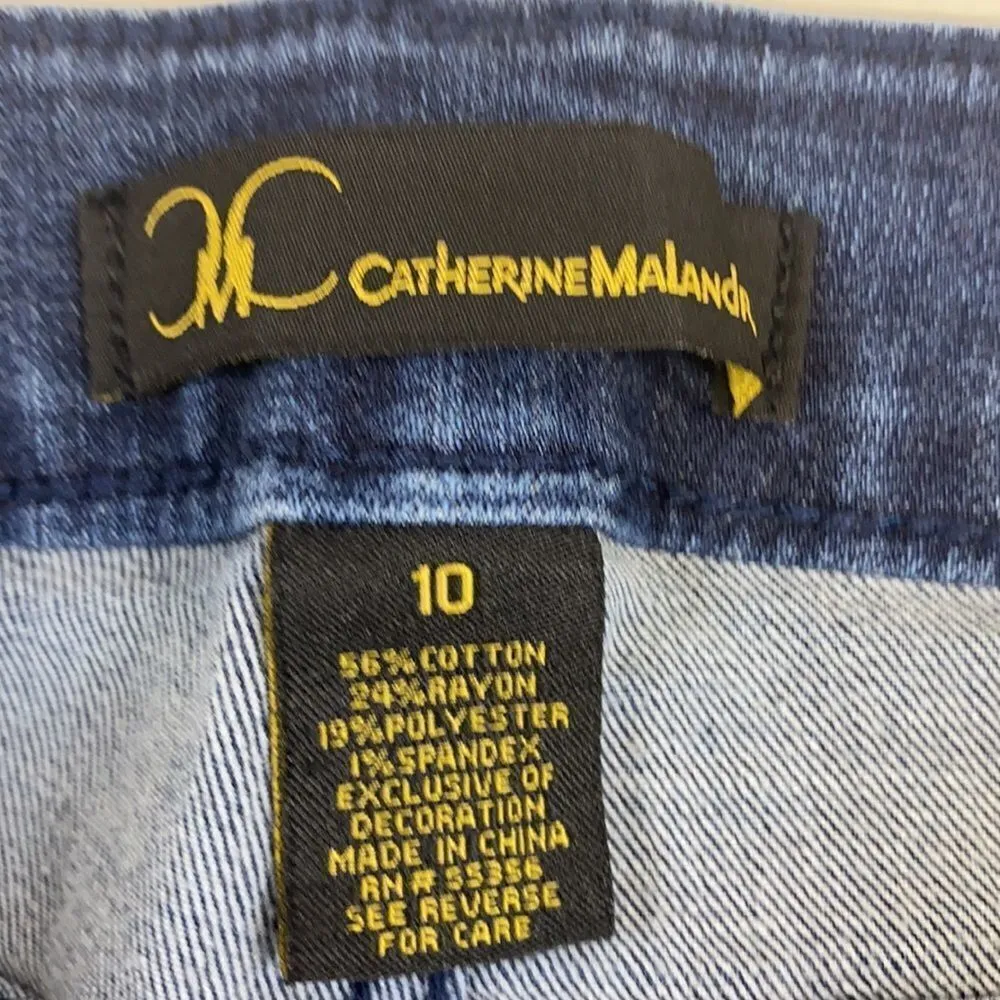 CATHERINE MALANDR
10
56% COTTON
24% RAYON
19% POLYESTER
1% SPANDEX
EXCLUSIVE OF
DECORATION
MADE IN CHINA
RN # 55356
SEE REVERSE
FOR CARE